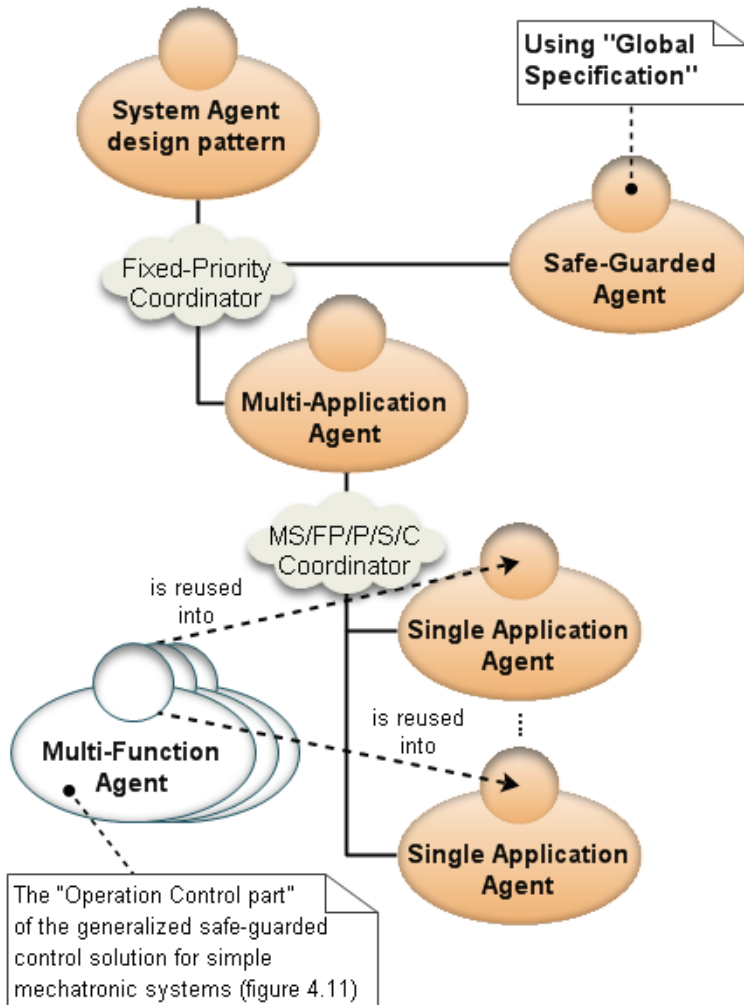 System Agent
design pattern
Using "Global
Specification"
Fixed-Priority
Coordinator
Safe-Guarded
Agent
Multi-Application
Agent
MS/FP/P/S/C
Coordinator
is reused
into
Single Application
Agent
is reused
into
Multi-Function
Agent
Single Application
Agent
The "Operation Control part"
of the generalized safe-guarded
control solution for simple
mechatronic systems (figure 4.11)